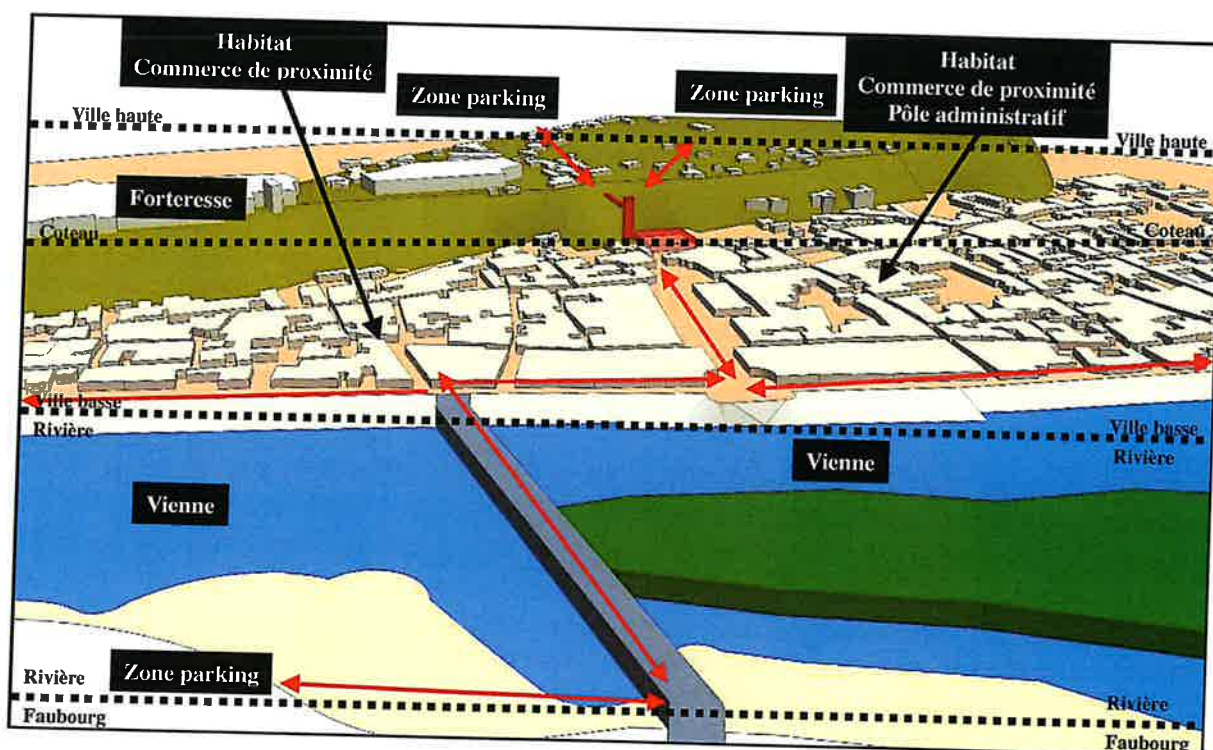 Habitat
Commerce de proximité
Zone parking
Zone parking
Habitat
Commerce de proximité
Pôle administratif
Ville haute
Ville haute
Forteresse
Coteau
Coteau
Ville basse
Rivière
Ville basse
Rivière
Vienne
Vienne
Zone parking
Rivière
Faubourg
Rivière
Faubourg